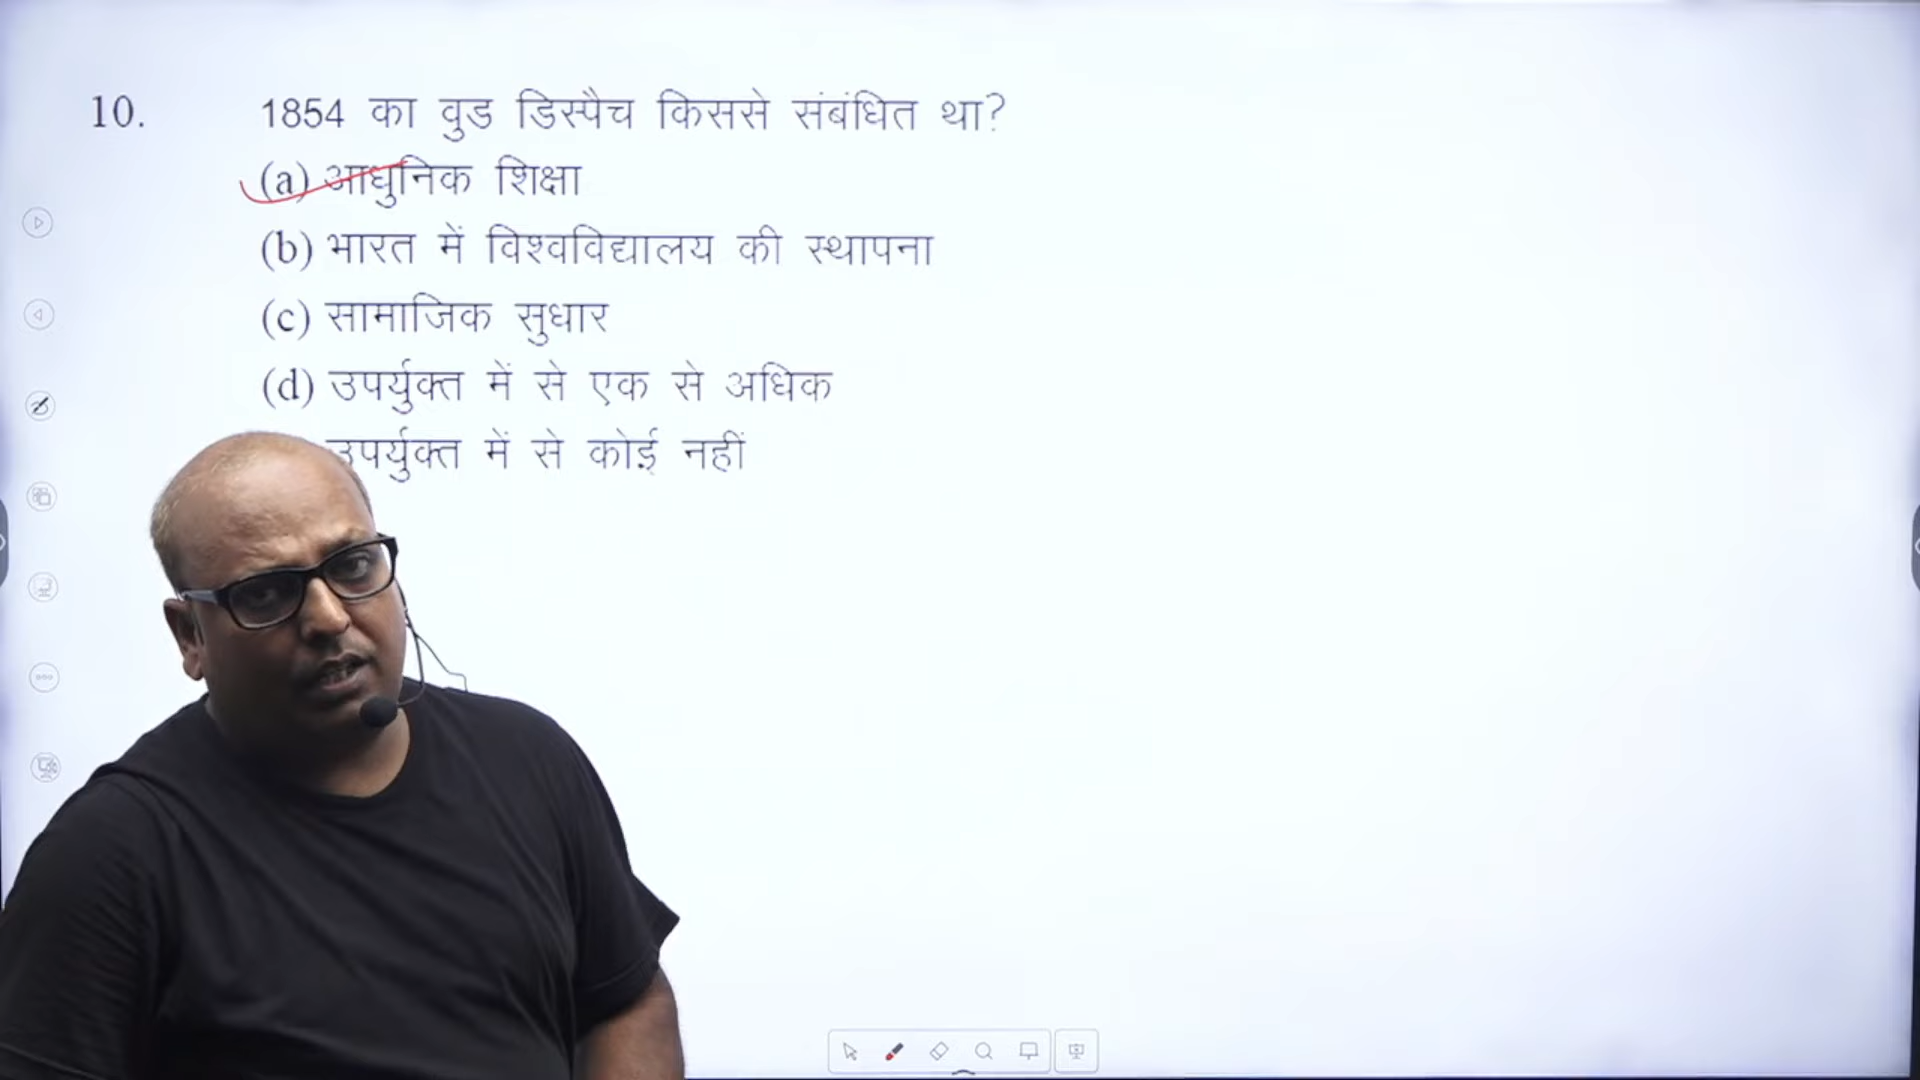 10. 1854 का वुड डिस्पैच किससे संबंधित था?
(a) आधुनिक शिक्षा
(b) भारत में विश्वविद्यालय की स्थापना
(c) सामाजिक सुधार
(d) उपर्युक्त में से एक से अधिक
उपर्युक्त में से कोई नहीं